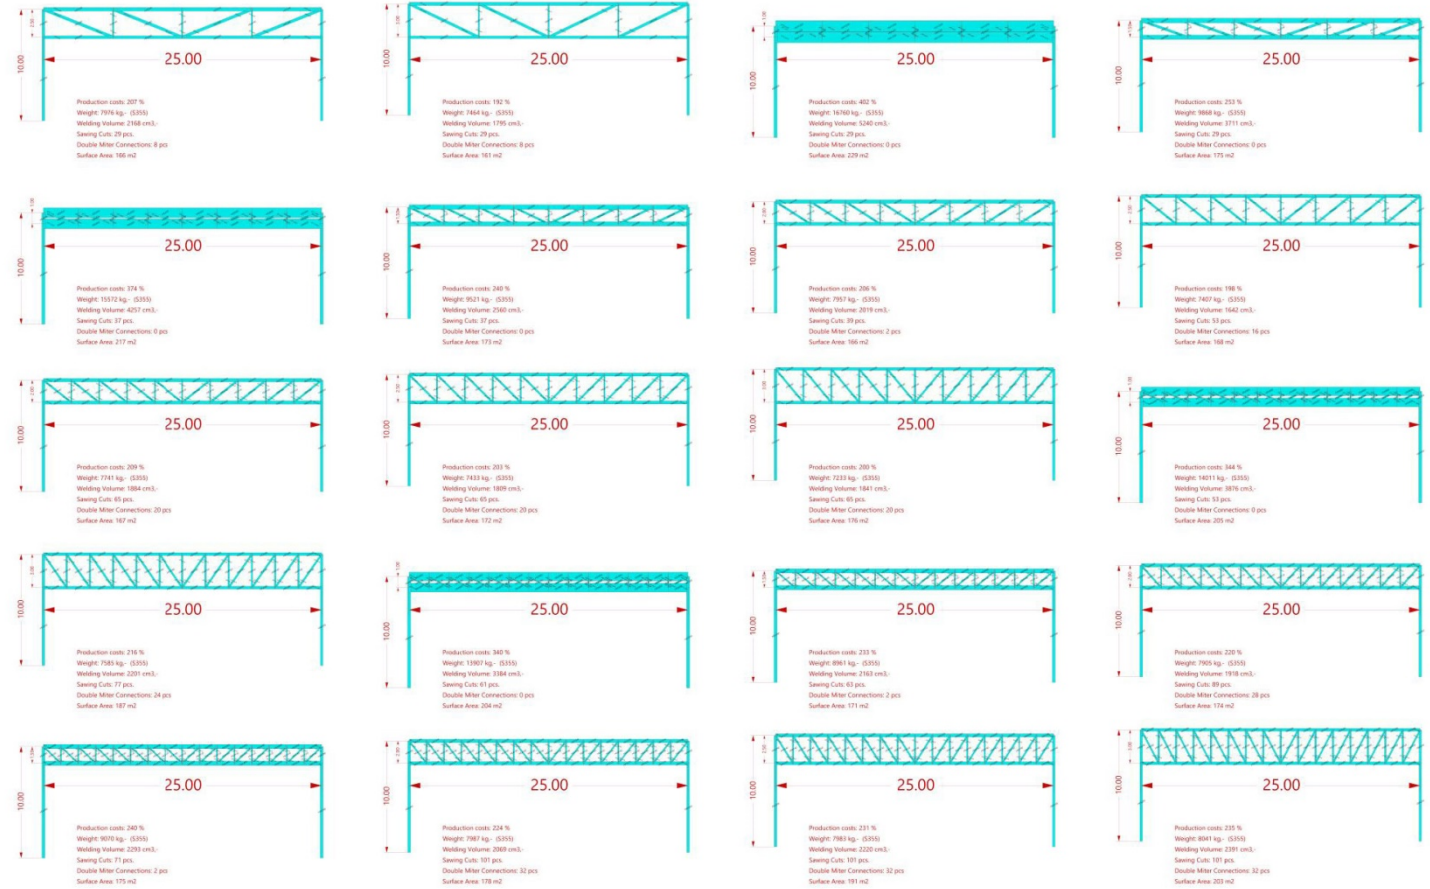 25.00
10.00
Production costs: 207 %
Weight: 7976 kg,- (S355)
Welding Volume: 2168 cm3,-
Sawing Cuts: 29 pcs.
Double Miter Connections: 8 pcs
Surface Area: 166 m2
25.00
10.00
Production costs: 192 %
Weight: 7464 kg,- (S355)
Welding Volume: 1795 cm3,-
Sawing Cuts: 29 pcs.
Double Miter Connections: 8 pcs
Surface Area: 161 m2
25.00
10.00
Production costs: 402 %
Weight: 16760 kg,- (S355)
Welding Volume: 5240 cm3,-
Sawing Cuts: 29 pcs.
Double Miter Connections: 0 pcs
Surface Area: 229 m2
25.00
10.00
Production costs: 253 %
Weight: 9868 kg,- (S355)
Welding Volume: 3711 cm3,-
Sawing Cuts: 29 pcs.
Double Miter Connections: 0 pcs
Surface Area: 175 m2
25.00
10.00
Production costs: 374 %
Weight: 15572 kg,- (S355)
Welding Volume: 4257 cm3,-
Sawing Cuts: 37 pcs.
Double Miter Connections: 0 pcs
Surface Area: 217 m2
25.00
10.00
Production costs: 240 %
Weight: 9521 kg,- (S355)
Welding Volume: 2560 cm3,-
Sawing Cuts: 37 pcs.
Double Miter Connections: 0 pcs
Surface Area: 173 m2
25.00
10.00
Production costs: 206 %
Weight: 7957 kg,- (S355)
Welding Volume: 2019 cm3,-
Sawing Cuts: 39 pcs.
Double Miter Connections: 2 pcs
Surface Area: 166 m2
25.00
10.00
Production costs: 198 %
Weight: 7407 kg,- (S355)
Welding Volume: 1642 cm3,-
Sawing Cuts: 53 pcs.
Double Miter Connections: 16 pcs
Surface Area: 168 m2
25.00
10.00
Production costs: 209 %
Weight: 7741 kg,- (S355)
Welding Volume: 1884 cm3,-
Sawing Cuts: 65 pcs.
Double Miter Connections: 20 pcs
Surface Area: 167 m2
25.00
10.00
Production costs: 203 %
Weight: 7433 kg,- (S355)
Welding Volume: 1809 cm3,-
Sawing Cuts: 65 pcs.
Double Miter Connections: 20 pcs
Surface Area: 172 m2
25.00
10.00
Production costs: 200 %
Weight: 7233 kg,- (S355)
Welding Volume: 1841 cm3,-
Sawing Cuts: 65 pcs.
Double Miter Connections: 20 pcs
Surface Area: 176 m2
25.00
10.00
Production costs: 344 %
Weight: 14011 kg,- (S355)
Welding Volume: 3876 cm3,-
Sawing Cuts: 53 pcs.
Double Miter Connections: 0 pcs
Surface Area: 205 m2
25.00
10.00
Production costs: 216 %
Weight: 7585 kg,- (S355)
Welding Volume: 2201 cm3,-
Sawing Cuts: 77 pcs.
Double Miter Connections: 24 pcs
Surface Area: 187 m2
25.00
10.00
Production costs: 340 %
Weight: 13907 kg,- (S355)
Welding Volume: 3384 cm3,-
Sawing Cuts: 61 pcs.
Double Miter Connections: 0 pcs
Surface Area: 204 m2
25.00
10.00
Production costs: 233 %
Weight: 8961 kg,- (S355)
Welding Volume: 2163 cm3,-
Sawing Cuts: 63 pcs.
Double Miter Connections: 2 pcs
Surface Area: 171 m2
25.00
10.00
Production costs: 220 %
Weight: 7905 kg,- (S355)
Welding Volume: 1918 cm3,-
Sawing Cuts: 89 pcs.
Double Miter Connections: 28 pcs
Surface Area: 174 m2
25.00
10.00
Production costs: 240 %
Weight: 9070 kg,- (S355)
Welding Volume: 2293 cm3,-
Sawing Cuts: 71 pcs.
Double Miter Connections: 2 pcs
Surface Area: 175 m2
25.00
10.00
Production costs: 224 %
Weight: 7987 kg,- (S355)
Welding Volume: 2069 cm3,-
Sawing Cuts: 101 pcs.
Double Miter Connections: 32 pcs
Surface Area: 178 m2
25.00
10.00
Production costs: 231 %
Weight: 7983 kg,- (S355)
Welding Volume: 2220 cm3,-
Sawing Cuts: 101 pcs.
Double Miter Connections: 32 pcs
Surface Area: 191 m2
25.00
10.00
Production costs: 235 %
Weight: 8041 kg,- (S355)
Welding Volume: 2391 cm3,-
Sawing Cuts: 101 pcs.
Double Miter Connections: 32 pcs
Surface Area: 203 m2